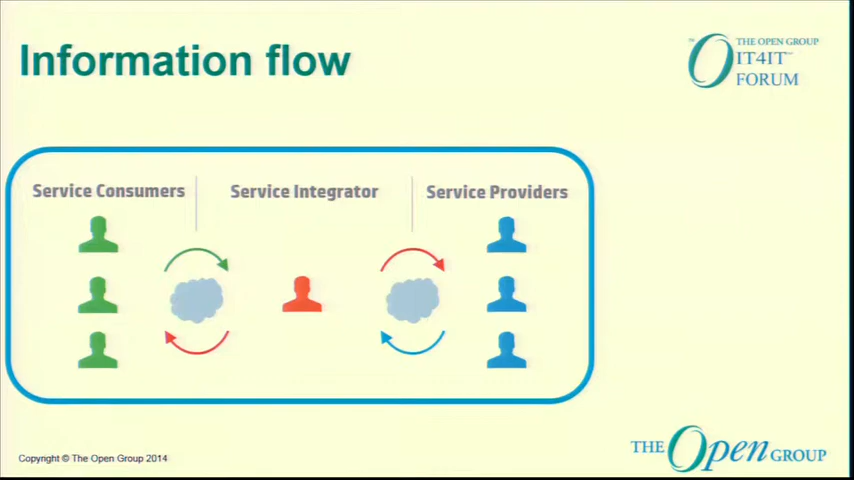 Information flow
THE OPEN GROUP
IT4IT™
FORUM
Service Consumers
Service Integrator
Service Providers
Copyright © The Open Group 2014
THE Open GROUP